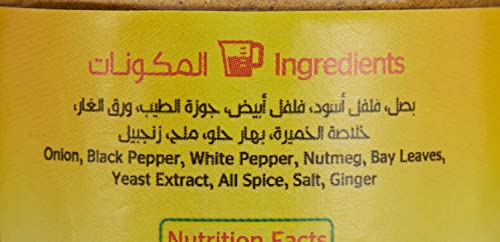 المكونات Ingredients
بصل، فلفل أسود، فلفل أبيض، جوزة الطيب، ورق الغار،
خلاصة الخميرة، بهار حلو، ملح، زنجبيل
Onion, Black Pepper, White Pepper, Nutmeg, Bay Leaves,
Yeast Extract, All Spice, Salt, Ginger
Nutrition Facts